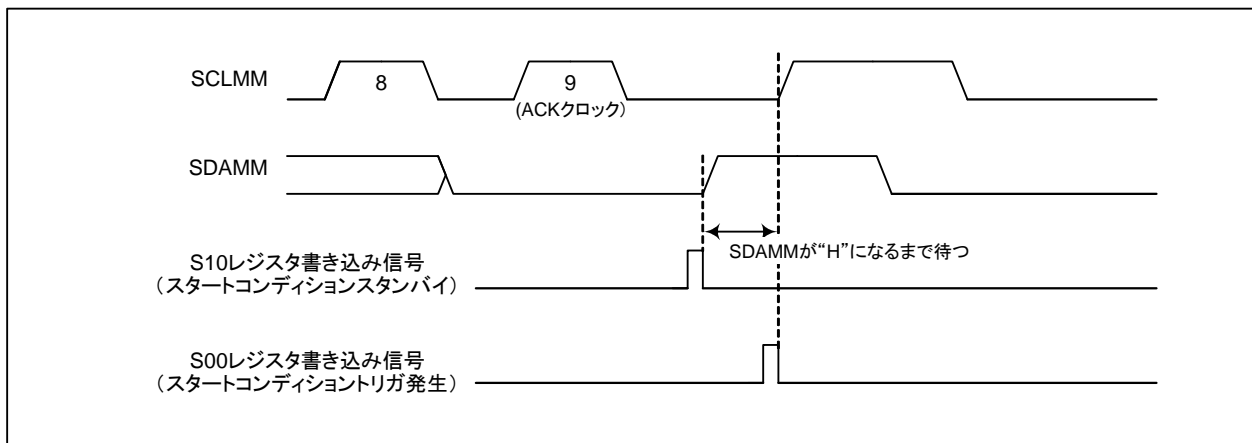 SCLMM
8
9
(ACKクロック)
SDAMM
SDAMMが“H”になるまで待つ
S10レジスタ書き込み信号
（スタートコンディションスタンバイ）
S00レジスタ書き込み信号
（スタートコンディショントリガ発生）